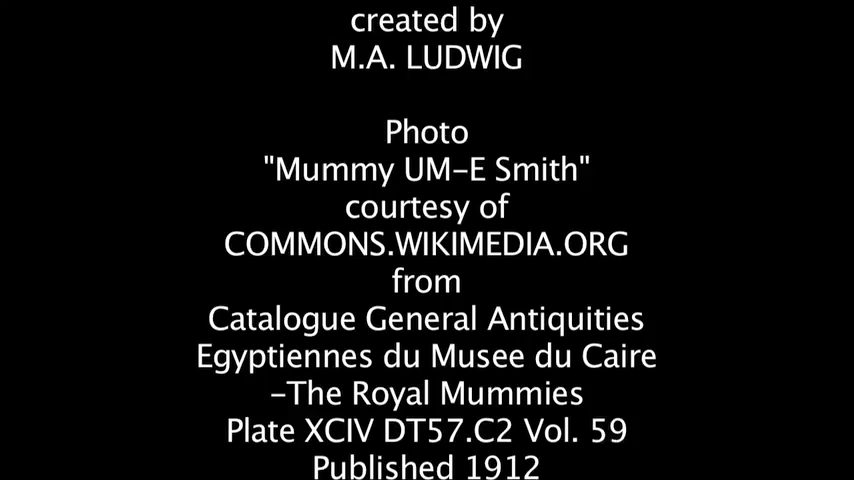 created by
M.A. LUDWIG
Photo
"Mummy UM-E Smith"
courtesy of
COMMONS.WIKIMEDIA.ORG
from
Catalogue General Antiquities
Egyptiennes du Musee du Caire
-The Royal Mummies
Plate XCIV DT57.C2 Vol. 59
Published 1912